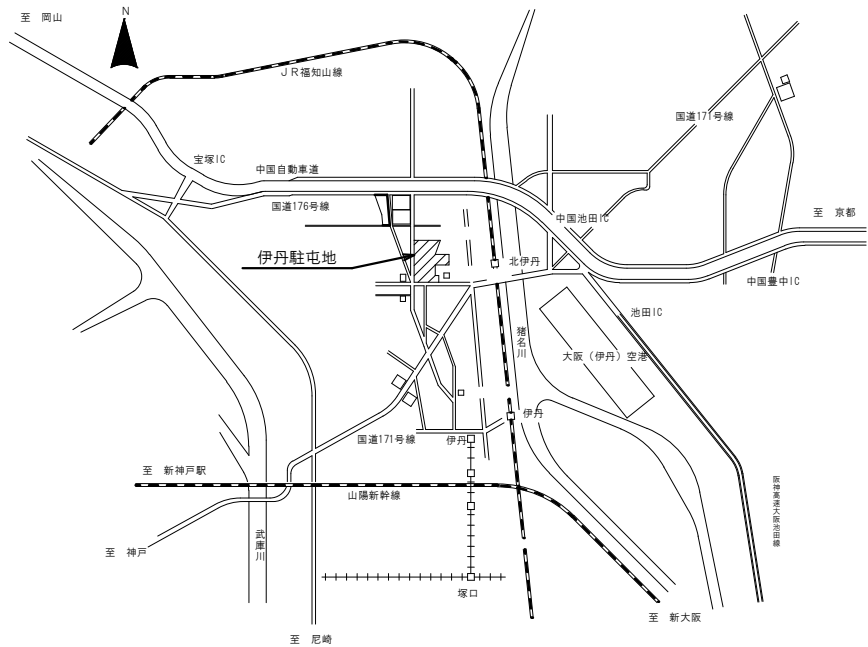 N
至 岡山
JR福知山線
国道171号線
宝塚IC
中国自動車道
国道176号線
中国池田IC
至 京都
伊丹駐屯地
北伊丹
中国豊中IC
池田IC
猪名川
大阪(伊丹)空港
伊丹
国道171号線
伊丹
至 新神戸駅
山陽新幹線
阪神高速大阪池田線
武庫川
至 神戸
塚口
至 尼崎
至 新大阪